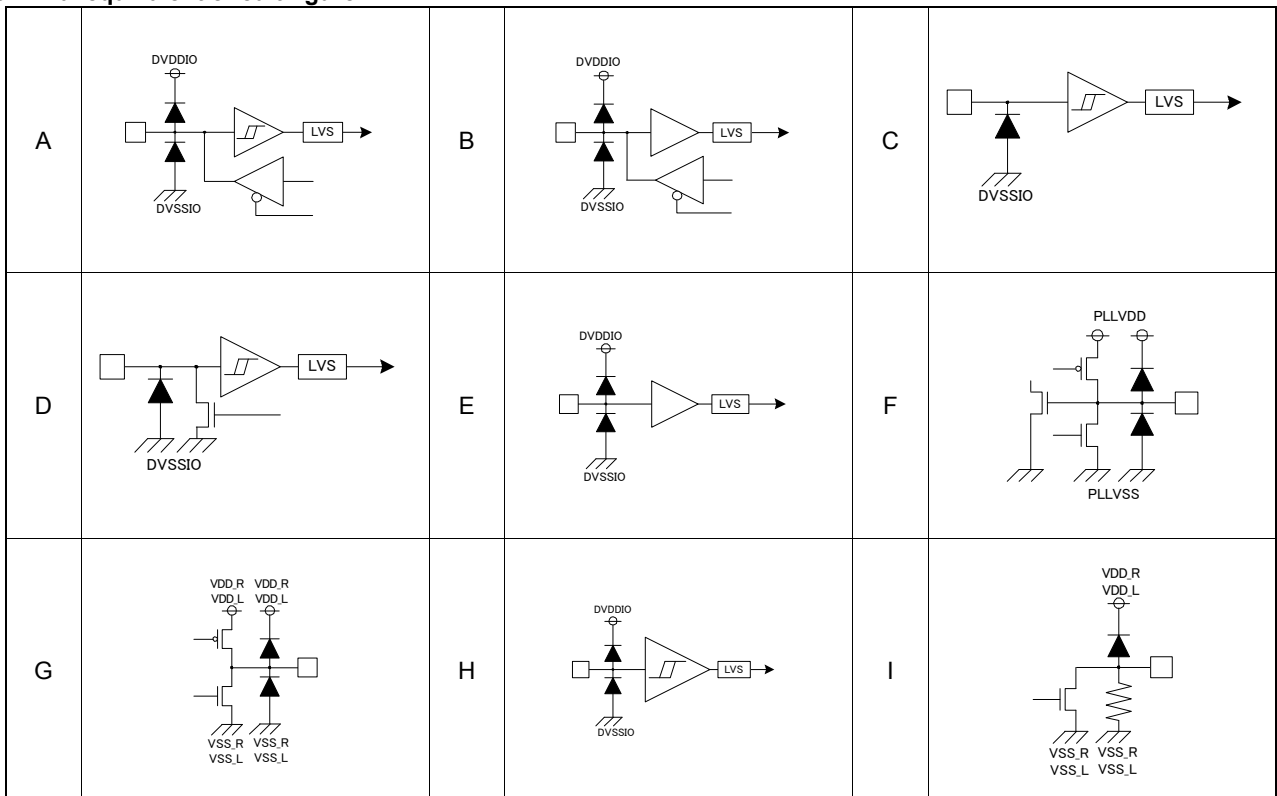 A
DVDDIO
LVS
DVSSIO
B
DVDDIO
LVS
DVSSIO
C
LVS
DVSSIO
D
LVS
DVSSIO
E
DVDDIO
LVS
DVSSIO
F
PLLVDD
PLLVSS
G
VDD_R VDD_R
VDD_L VDD_L
VSS_R VSS_R
VSS_L VSS_L
H
DVDDIO
LVS
DVSSIO
I
VDD_R
VDD_L
VSS_R VSS_R
VSS_L VSS_L